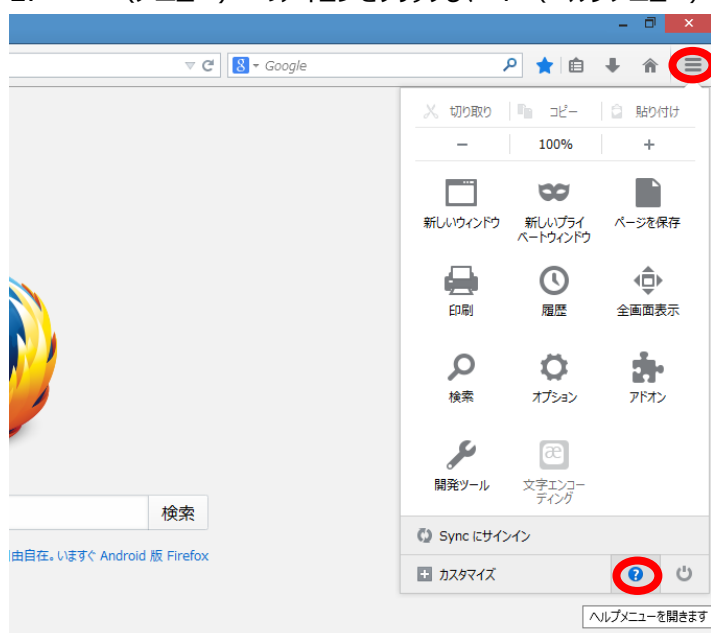 Google
切り取り コピー 貼り付け
100%
新しいウィンドウ 新しいプライ ページを保存
ベートウィンドウ
印刷 履歴 全画面表示
検索 オプション アドオン
開発ツール 文字エンコー
ディング
検索
Sync にサインイン
由自在。いますぐ Android 版 Firefox
カスタマイズ
ヘルプメニューを開きます